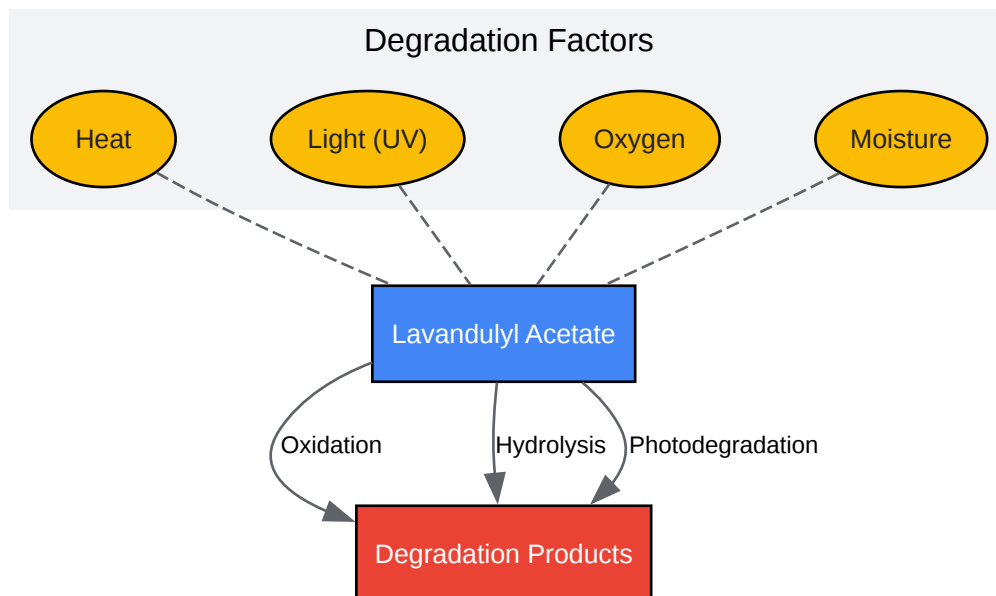 Degradation Factors
Heat
Light (UV)
Oxygen
Moisture
Lavandulyl Acetate
Oxidation
Hydrolysis
Photodegradation
Degradation Products